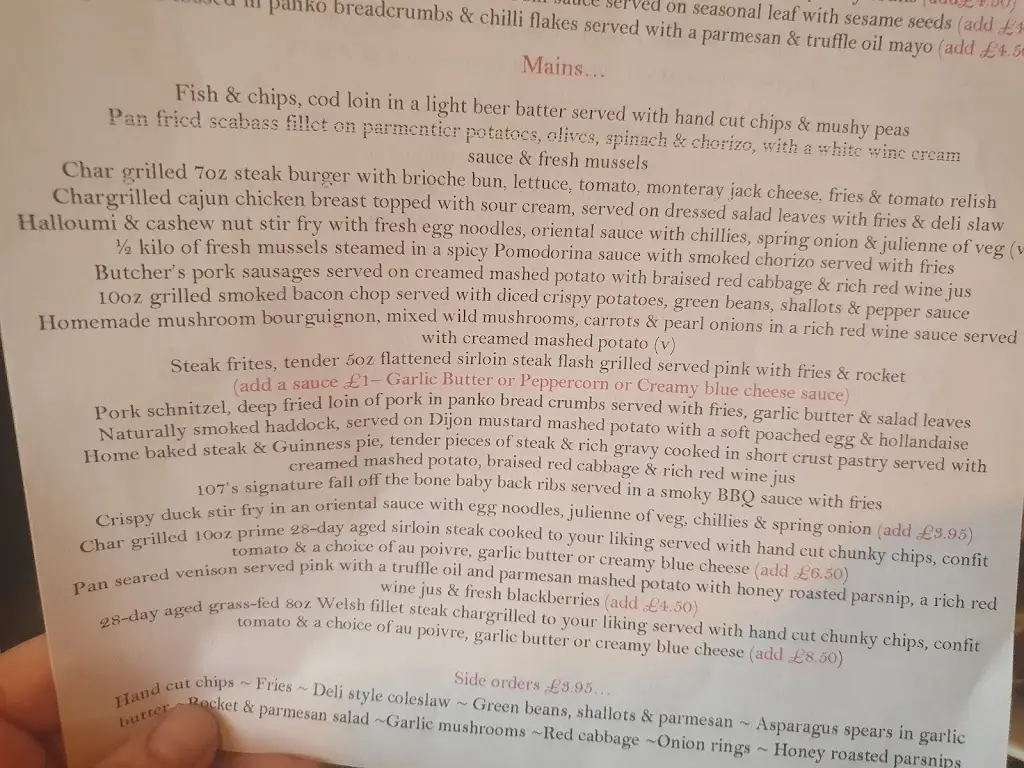 sauce served on seasonal leaf with sesame seeds (add £4
in panko breadcrumbs & chilli flakes served with a parmesan & truffle oil mayo (add £4.50
Mains...
Fish & chips, cod loin in a light beer batter served with hand cut chips & mushy peas
Pan fried seabass fillet on parmentier potatoes, olives, spinach & chorizo, with a white wine cream
sauce & fresh mussels
Char grilled 7oz steak burger with brioche bun, lettuce, tomato, monteray jack cheese, fries & tomato relish
Chargrilled cajun chicken breast topped with sour cream, served on dressed salad leaves with fries & deli slaw
Halloumi & cashew nut stir fry with fresh egg noodles, oriental sauce with chillies, spring onion & julienne of veg (v
½ kilo of fresh mussels steamed in a spicy Pomodorina sauce with smoked chorizo served with fries
Butcher's pork sausages served on creamed mashed potato with braised red cabbage & rich red wine jus
10oz grilled smoked bacon chop served with diced crispy potatoes, green beans, shallots & pepper sauce
Homemade mushroom bourguignon, mixed wild mushrooms, carrots & pearl onions in a rich red wine sauce served
with creamed mashed potato (v)
Steak frites, tender 5oz flattened sirloin steak flash grilled served pink with fries & rocket
(add a sauce £1– Garlic Butter or Peppercorn or Creamy blue cheese sauce)
Pork schnitzel, deep fried loin of pork in panko bread crumbs served with fries, garlic butter & salad leaves
Naturally smoked haddock, served on Dijon mustard mashed potato with a soft poached egg & hollandaise
Home baked steak & Guinness pie, tender pieces of steak & rich gravy cooked in short crust pastry served with
creamed mashed potato, braised red cabbage & rich red wine jus
107's signature fall off the bone baby back ribs served in a smoky BBQ sauce with fries
Crispy duck stir fry in an oriental sauce with egg noodles, julienne of veg, chillies & spring onion (add £3.95)
Char grilled 10oz prime 28-day aged sirloin steak cooked to your liking served with hand cut chunky chips, confit
tomato & a choice of au poivre, garlic butter or creamy blue cheese (add £6.50)
Pan seared venison served pink with a truffle oil and parmesan mashed potato with honey roasted parsnip, a rich red
wine jus & fresh blackberries (add £4.50)
28-day aged grass-fed 8oz Welsh fillet steak chargrilled to your liking served with hand cut chunky chips, confit
tomato & a choice of au poivre, garlic butter or creamy blue cheese (add £8.50)
Side orders £3.95...
Hand cut chips ~ Fries ~ Deli style coleslaw ~ Green beans, shallots & parmesan ~ Asparagus spears in garlic
butter ~Rocket & parmesan salad ~Garlic mushrooms ~Red cabbage ~Onion rings ~ Honey roasted parsnips